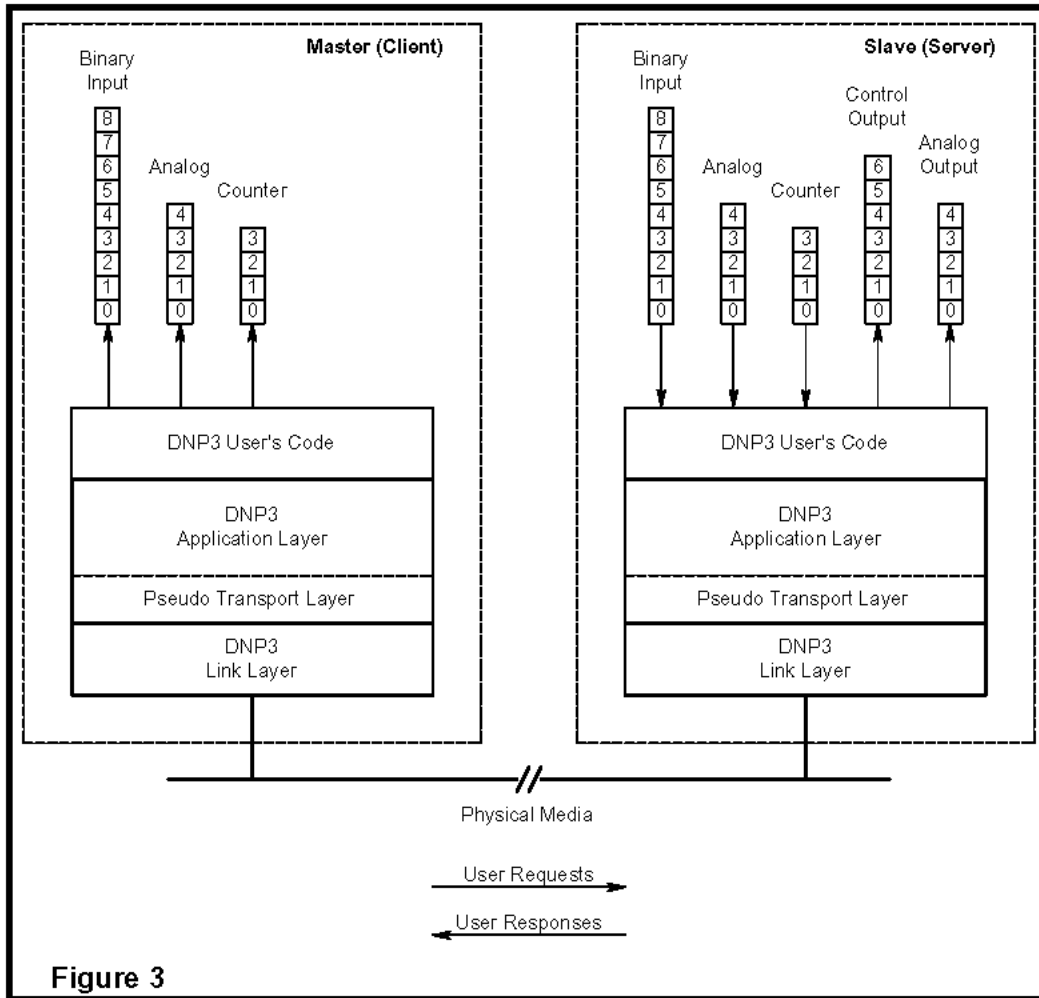 Master (Client)
Binary
Input
8
7
6
5
4
3
2
1
0
Analog
4
3
2
1
0
Counter
3
2
1
0
DNP3 User's Code
DNP3
Application Layer
Pseudo Transport Layer
DNP3
Link Layer
Slave (Server)
Binary
Input
8
7
6
5
4
3
2
1
0
Analog
4
3
2
1
0
Counter
3
2
1
0
Control
Output
6
5
4
3
2
1
0
Analog
Output
4
3
2
1
0
DNP3 User's Code
DNP3
Application Layer
Pseudo Transport Layer
DNP3
Link Layer
Physical Media
User Requests
User Responses
Figure 3